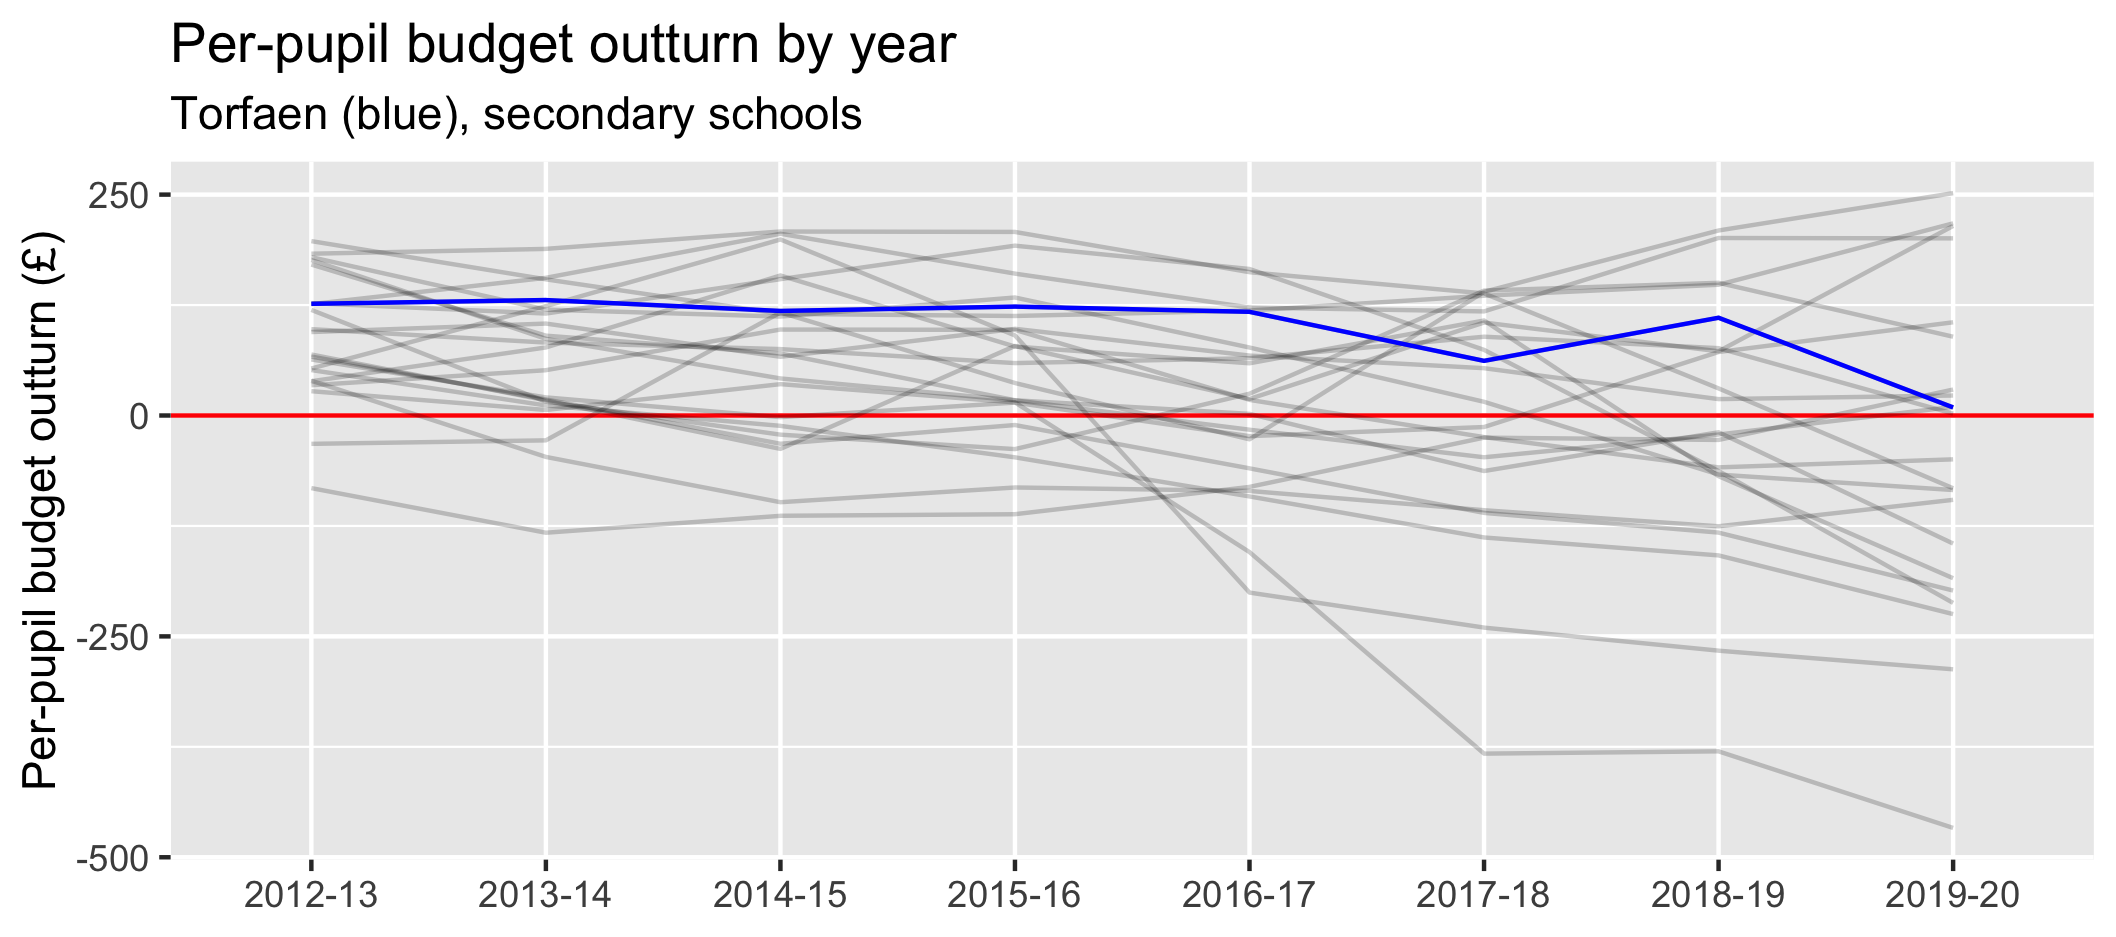 Per-pupil budget outturn by year
Torfaen (blue), secondary schools
Per-pupil budget outturn (£)
250
0
-250
-500
2012-13 2013-14 2014-15 2015-16 2016-17 2017-18 2018-19 2019-20